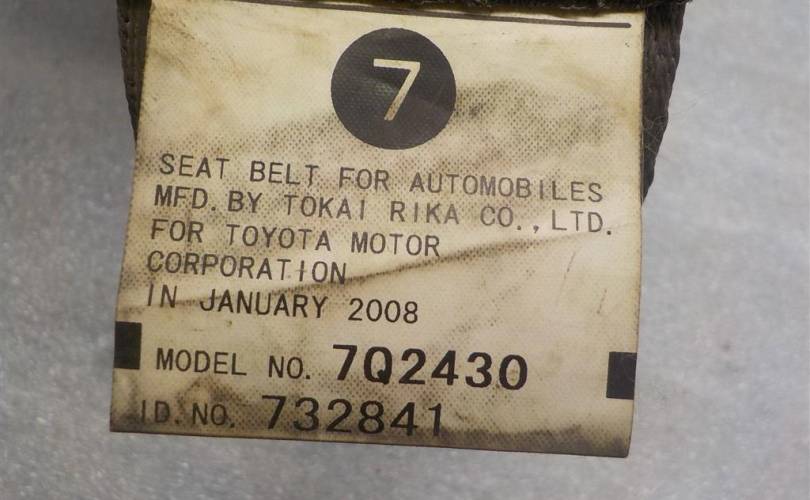 7
SEAT BELT FOR AUTOMOBILES
MFD. BY TOKAI RIKA CO., LTD.
FOR TOYOTA MOTOR
CORPORATION
IN JANUARY 2008
MODEL NO. 7Q2430
ID. NO. 732841